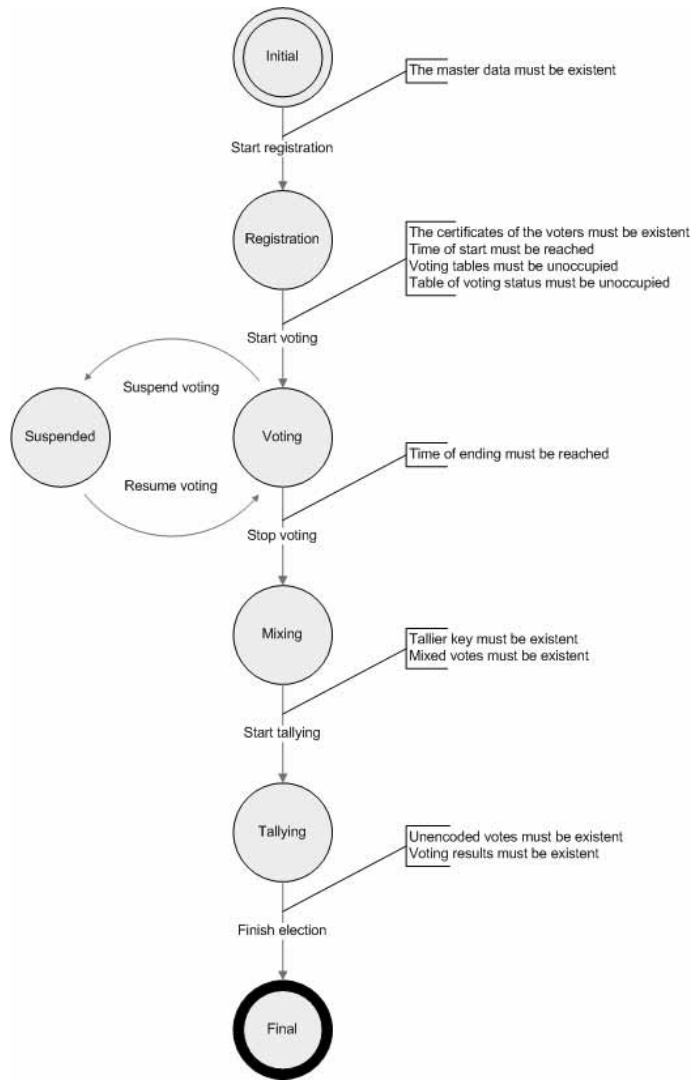 Initial
The master data must be existent
Start registration
Registration
The certificates of the voters must be existent
Time of start must be reached
Voting tables must be unoccupied
Table of voting status must be unoccupied
Start voting
Suspend voting
Suspended
Voting
Resume voting
Time of ending must be reached
Stop voting
Mixing
Tallier key must be existent
Mixed votes must be existent
Start tallying
Tallying
Unencoded votes must be existent
Voting results must be existent
Finish election
Final